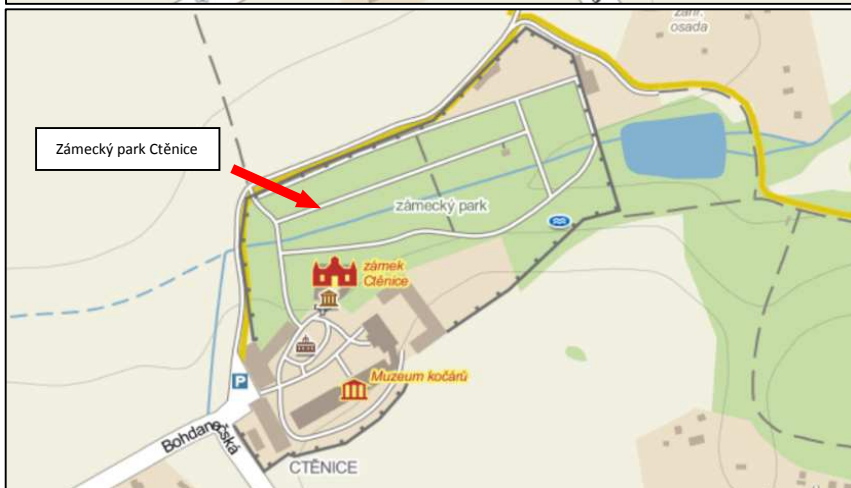 zahr.
osada
Zámecký park Ctěnice
zámecký park
zámek
Ctěnice
P
Muzeum kočárů
Bohdanečská
CTĚNICE